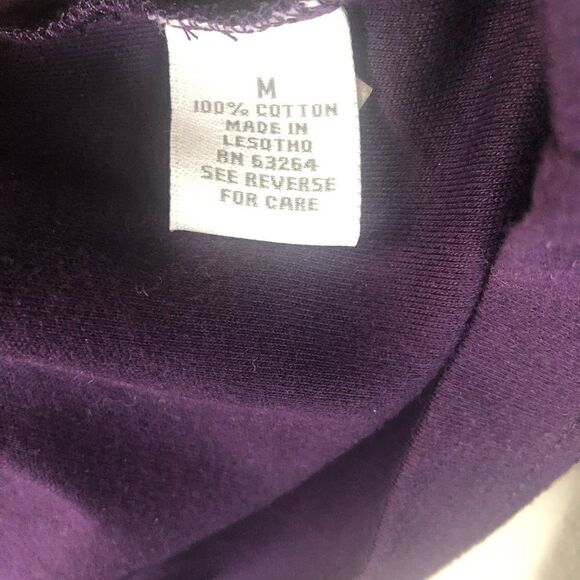 M
100% COTTON
MADE IN
LESOTHO
RN 63264
SEE REVERSE
FOR CARE